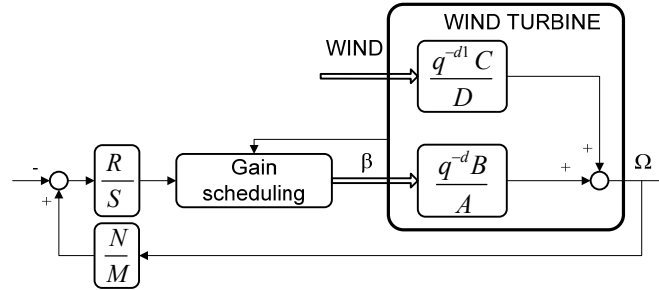 WIND TURBINE
WIND
q^{-d1} C
D
-
R
S
+
Gain
scheduling
β
q^{-d} B
A
+
+
Ω
N
M